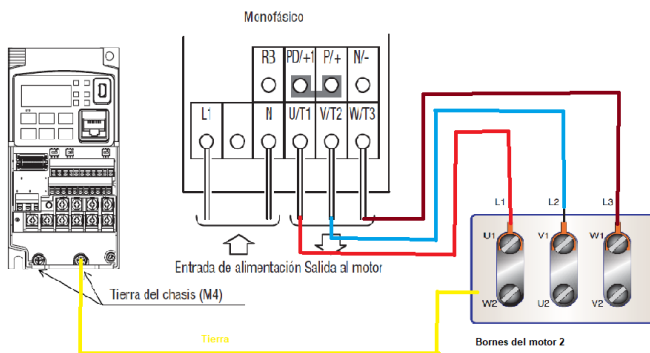 Monofásico
RB PD/+1 P/+ N/-
L1 N U/T1 V/T2 W/T3
L1 L2 L3
U1 V1 W1
W2 U2 V2
Entrada de alimentación Salida al motor
Tierra del chasis (M4)
Tierra
Bornes del motor 2